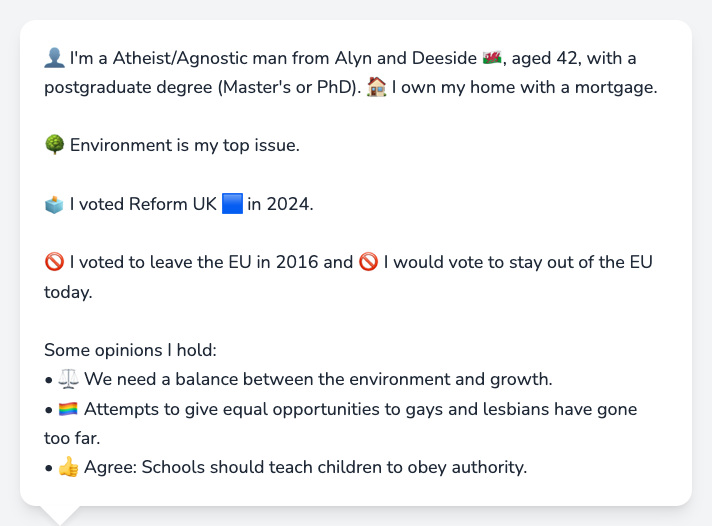 👤 I'm a Atheist/Agnostic man from Alyn and Deeside 🏴󠁧󠁢󠁷󠁬󠁳󠁿, aged 42, with a
postgraduate degree (Master's or PhD). 🏠 I own my home with a mortgage.
🌳 Environment is my top issue.
🗳️ I voted Reform UK 🟦 in 2024.
🚫 I voted to leave the EU in 2016 and 🚫 I would vote to stay out of the EU
today.
Some opinions I hold:
• ⚖️ We need a balance between the environment and growth.
• 🏳️‍🌈 Attempts to give equal opportunities to gays and lesbians have gone
too far.
• 👍 Agree: Schools should teach children to obey authority.